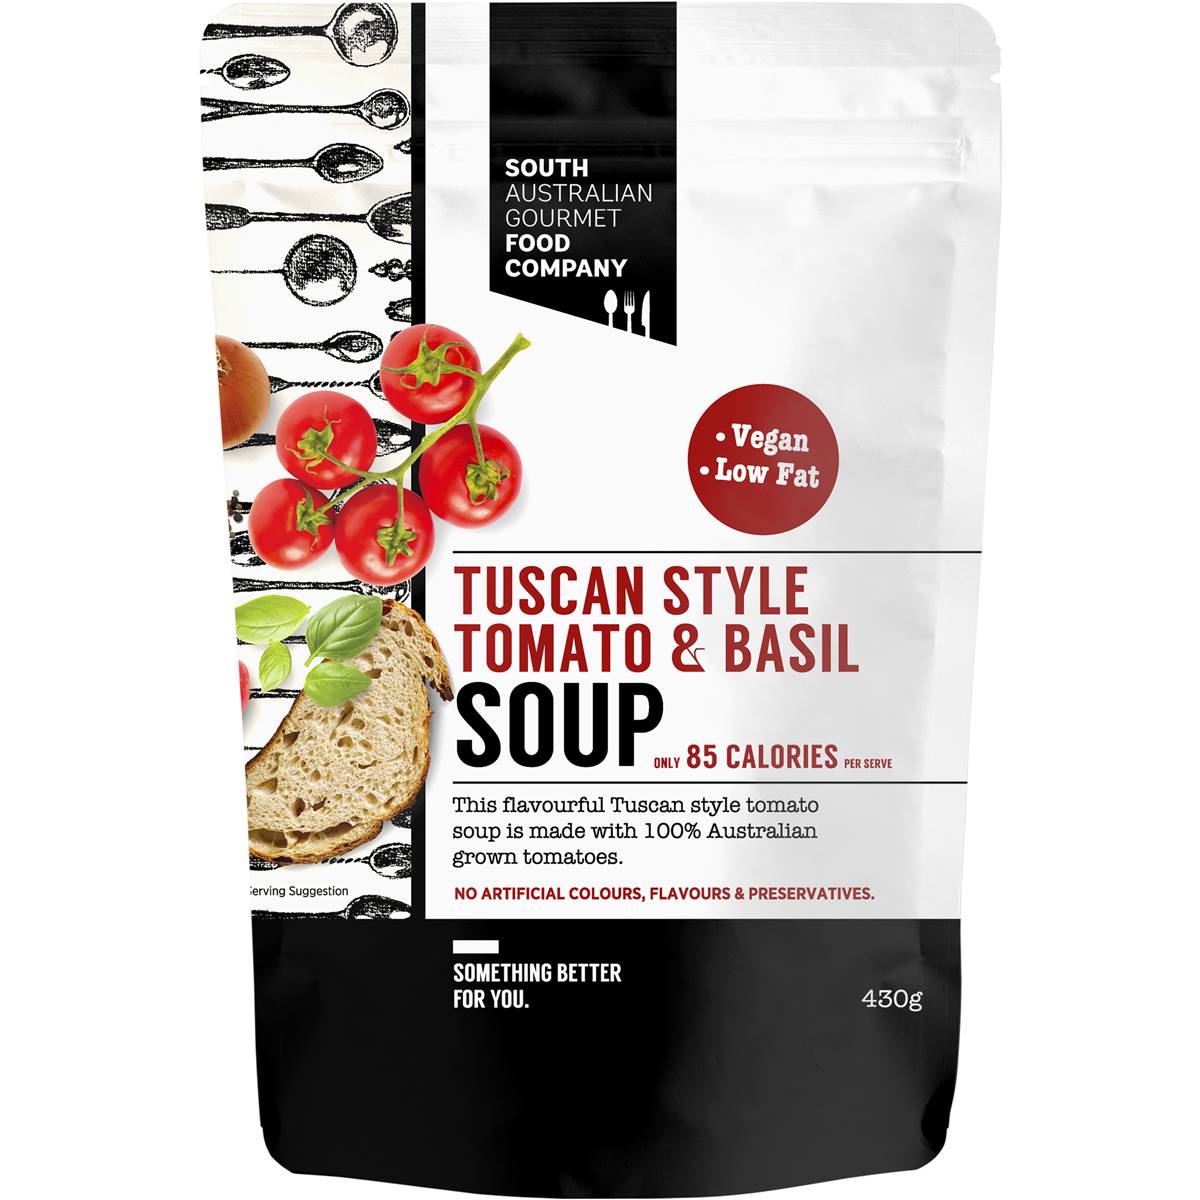 SOUTH
AUSTRALIAN
GOURMET
FOOD
COMPANY
• Vegan
• Low Fat
TUSCAN STYLE
TOMATO & BASIL
SOUP
ONLY 85 CALORIES PER SERVE
This flavourful Tuscan style tomato
soup is made with 100% Australian
grown tomatoes.
NO ARTIFICIAL COLOURS, FLAVOURS & PRESERVATIVES.
Serving Suggestion
SOMETHING BETTER
FOR YOU.
430g